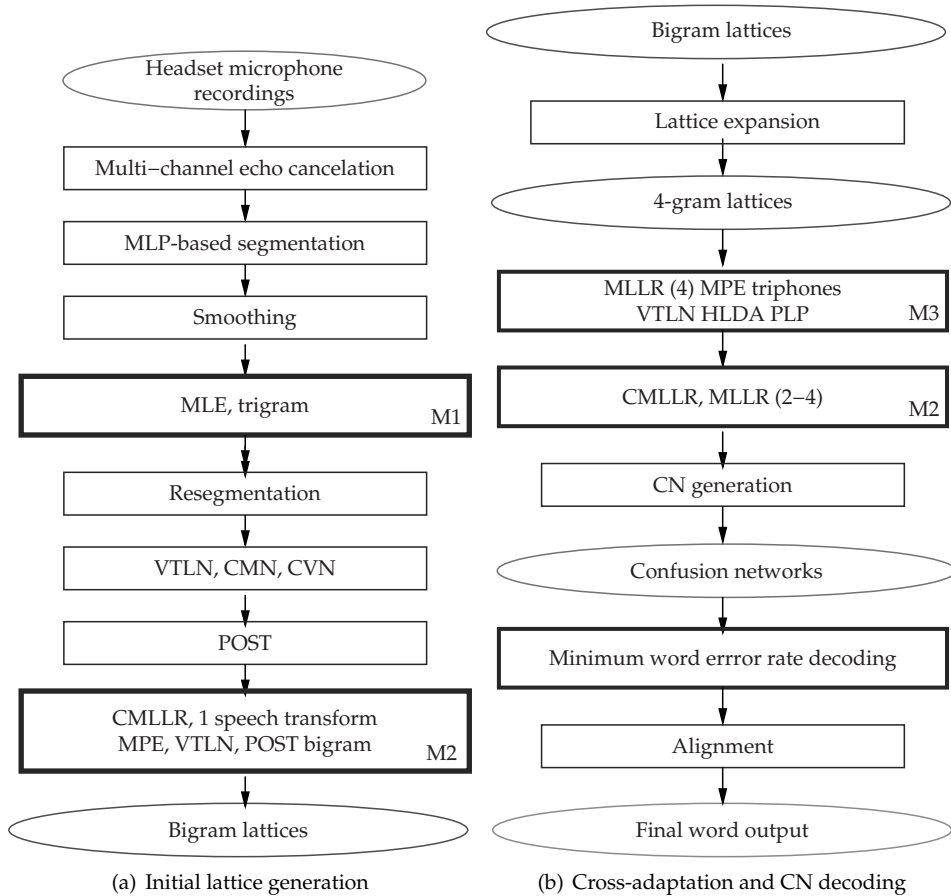 Headset microphone
recordings
Multi−channel echo cancelation
MLP-based segmentation
Smoothing
MLE, trigram
M1
Resegmentation
VTLN, CMN, CVN
POST
CMLLR, 1 speech transform
MPE, VTLN, POST bigram
M2
Bigram lattices
(a) Initial lattice generation
Bigram lattices
Lattice expansion
4-gram lattices
MLLR (4) MPE triphones
VTLN HLDA PLP
M3
CMLLR, MLLR (2−4)
M2
CN generation
Confusion networks
Minimum word errror rate decoding
Alignment
Final word output
(b) Cross-adaptation and CN decoding